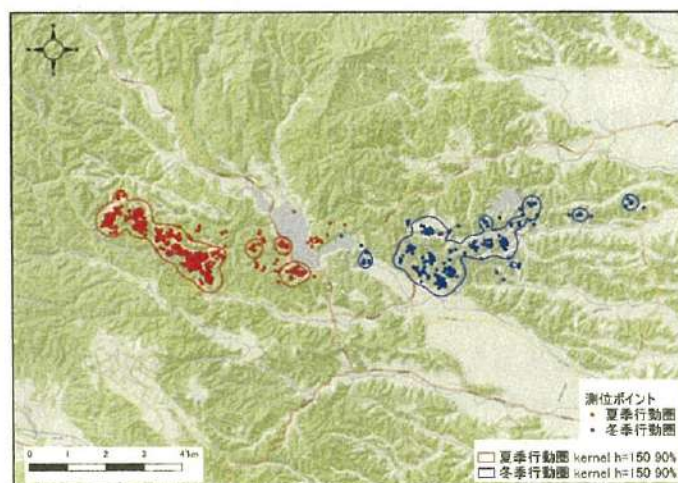 測位ポイント
夏季行動圏
冬季行動圏
夏季行動圏 kernel h=150 90%
冬季行動圏 kernel h=150 90%
0 1 2 3 4 km